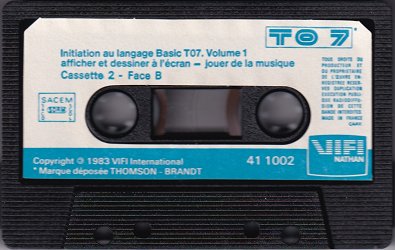 TO 7
Initiation au langage Basic T07. Volume 1
afficher et dessiner à l'écran — jouer de la musique
Cassette 2 - Face B
SACEM
TOUS DROITS DU
PRODUCTEUR ET DU
PROPRIETAIRE
DE L'ŒUVRE EN-
REGISTREE RESER-
VES DUPLICATION
EXECUTION PUBLI-
QUE RADIODIFFU-
SION DE CETTE
BANDE INTERDITES.
MADE IN FRANCE
VIFI
NATHAN
Copyright © 1983 VIFI International
41 1002
* Marque déposée THOMSON - BRANDT